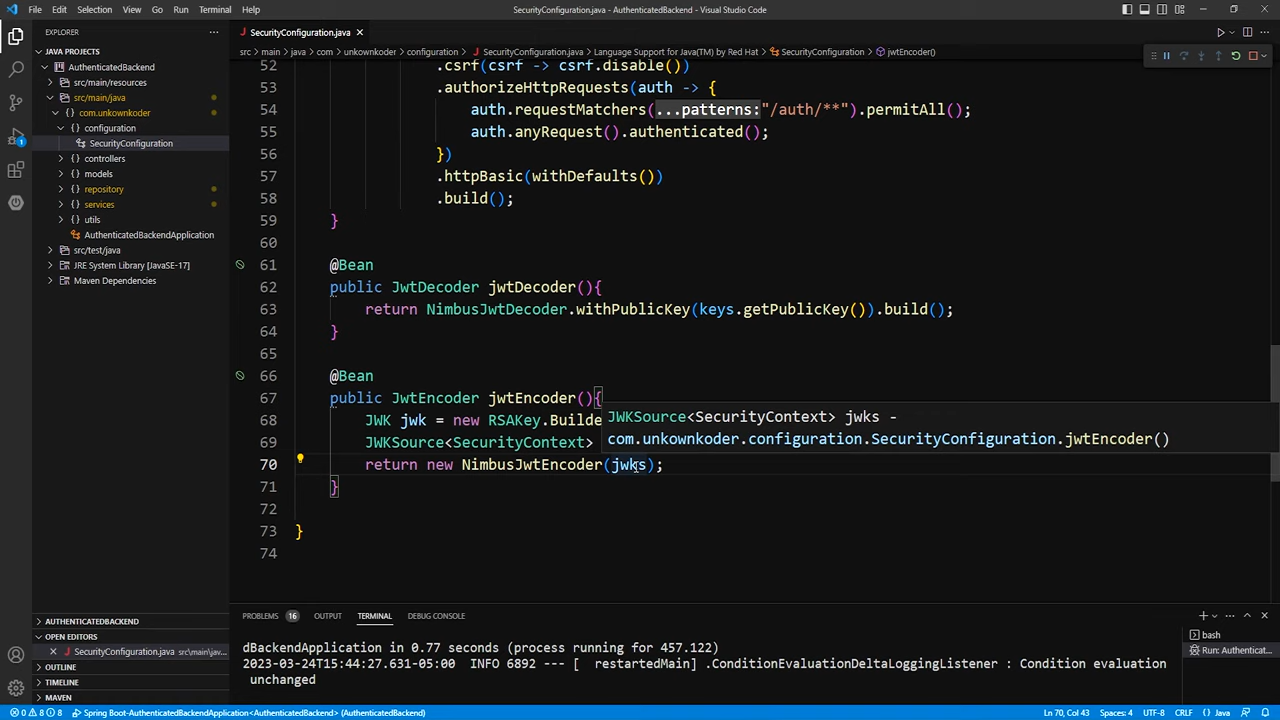 File Edit Selection View Go Run Terminal Help
SecurityConfiguration.java - AuthenticatedBackend - Visual Studio Code
EXPLORER
JAVA PROJECTS
AuthenticatedBackend
src/main/resources
src/main/java
com.unkownkoder
configuration
SecurityConfiguration
controllers
models
repository
services
utils
AuthenticatedBackendApplication
src/test/java
JRE System Library [JavaSE-17]
Maven Dependencies
AUTHENTICATEDBACKEND
OPEN EDITORS
SecurityConfiguration.java src\main\jav...
OUTLINE
TIMELINE
MAVEN
SecurityConfiguration.java
src > main > java > com > unkownkoder > configuration > SecurityConfiguration.java > Language Support for Java(TM) by Red Hat > SecurityConfiguration > jwtEncoder()
52 .csrf(csrf -> csrf.disable())
53 .authorizeHttpRequests(auth -> {
54 auth.requestMatchers(...patterns:"/auth/**").permitAll();
55 auth.anyRequest().authenticated();
56 })
57 .httpBasic(withDefaults())
58 .build();
59 }
60
61 @Bean
62 public JwtDecoder jwtDecoder(){
63 return NimbusJwtDecoder.withPublicKey(keys.getPublicKey()).build();
64 }
65
66 @Bean
67 public JwtEncoder jwtEncoder(){
68 JWK jwk = new RSAKey.Builde
JWKSource<SecurityContext> jwks -
com.unkownkoder.configuration.SecurityConfiguration.jwtEncoder()
69 JWKSource<SecurityContext>
70 return new NimbusJwtEncoder(jwks);
71 }
72
73 }
74
PROBLEMS 16 OUTPUT TERMINAL DEBUG CONSOLE
dBackendApplication in 0.77 seconds (process running for 457.122)
2023-03-24T15:44:27.631-05:00 INFO 6892 --- [ restartedMain] .ConditionEvaluationDeltaLoggingListener : Condition evaluation
unchanged
bash
Run: Authenticat...
0 8 8 Spring Boot-AuthenticatedBackendApplication<AuthenticatedBackend> (AuthenticatedBackend)
Ln 70, Col 43 Spaces: 4 UTF-8 CRLF {} Java